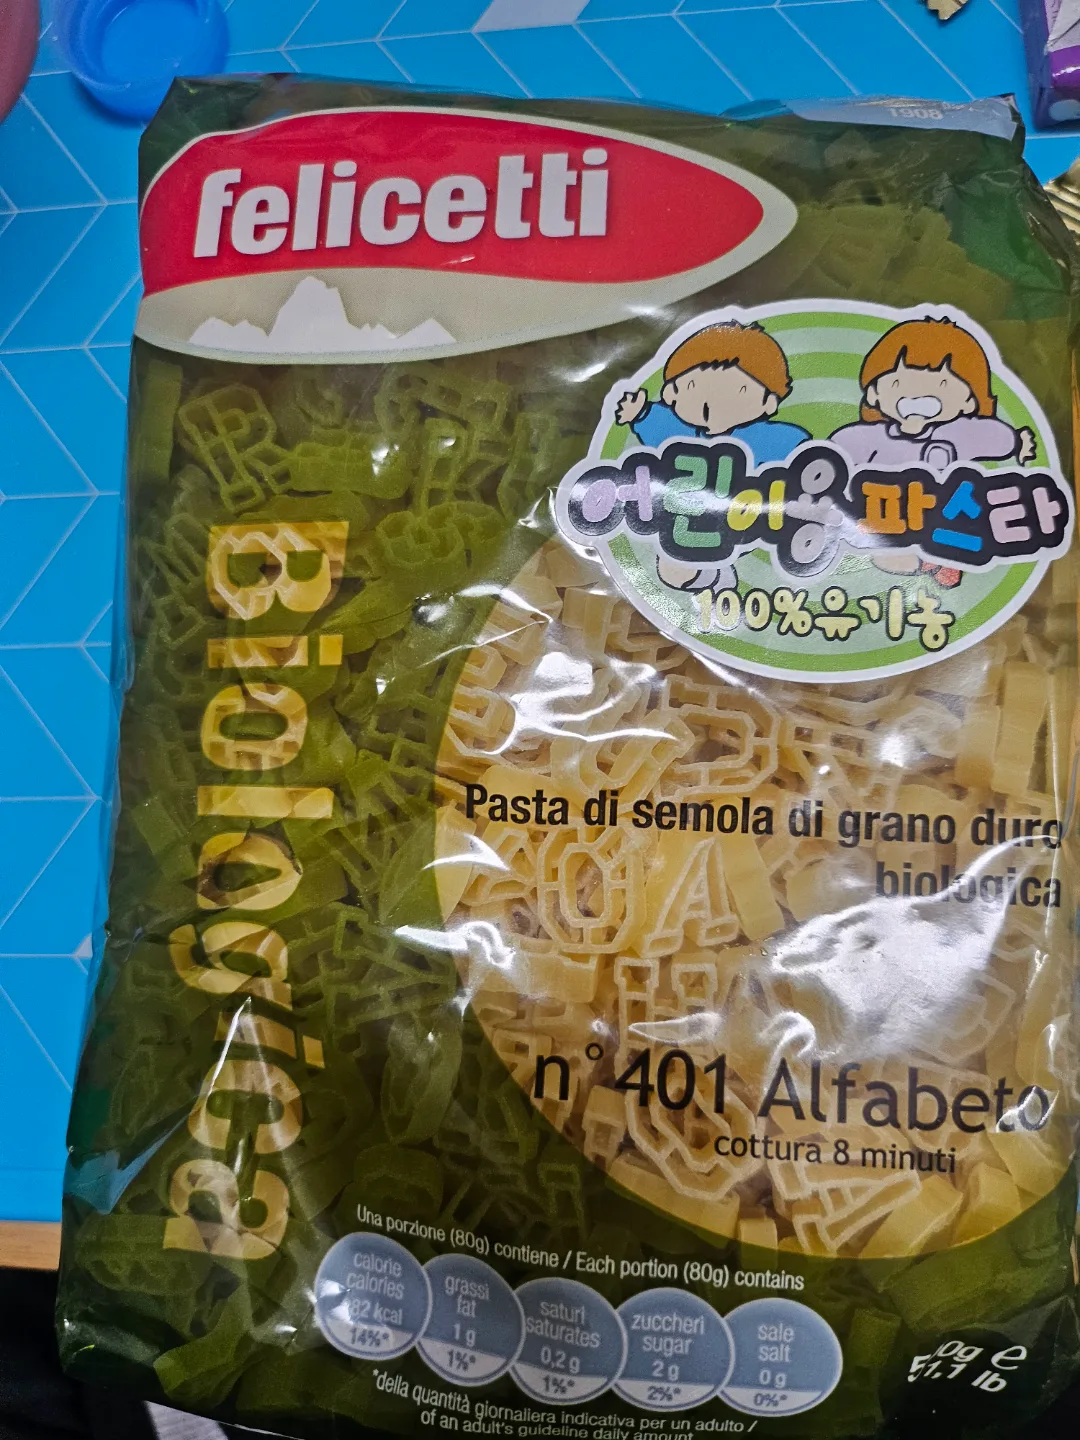 1908
felicetti
어린이용 파스타
100% 유기농
Biologica
Pasta di semola di grano duro
biologica
n°401 Alfabeto
cottura 8 minuti
Una porzione (80g) contiene / Each portion (80g) contains
calorie
calories
82 kcal
14%*
grassi
fat
1 g
1%*
saturi
saturates
0,2 g
1%*
zuccheri
sugar
2 g
2%*
sale
salt
0 g
0%*
*della quantità giornaliera indicativa per un adulto /
of an adult's guideline daily amount
0g e
1,1 lb